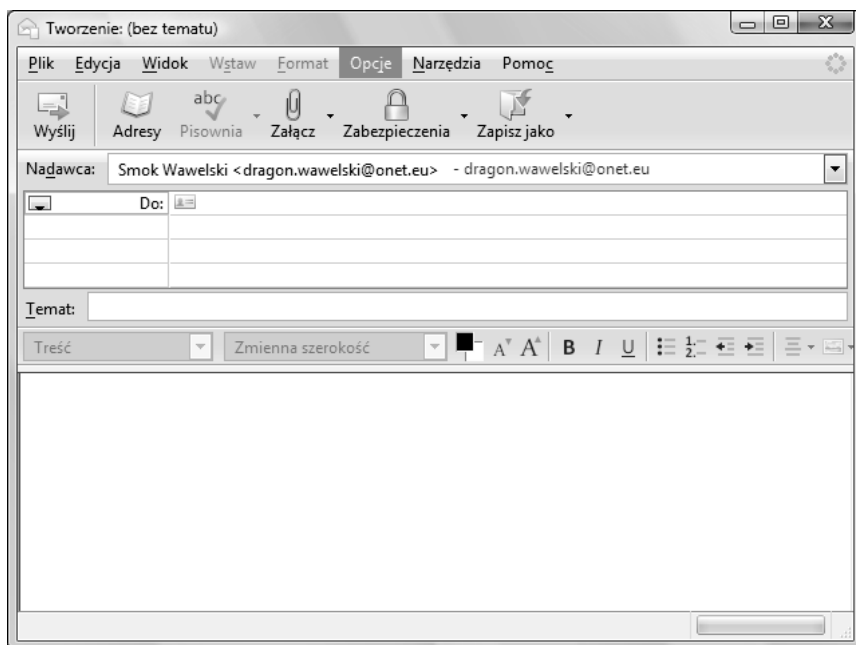 Tworzenie: (bez tematu)
Plik Edycja Widok Wstaw Format Opcje Narzędzia Pomoc
abc
Wyślij Adresy Pisownia Załącz Zabezpieczenia Zapisz jako
Nadawca: Smok Wawelski <dragon.wawelski@onet.eu> - dragon.wawelski@onet.eu
Do:
Temat:
Treść Zmienna szerokość A A B I U